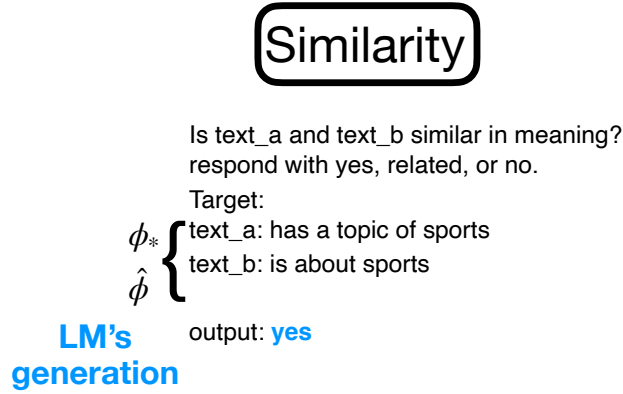 Similarity
Is text_a and text_b similar in meaning?
respond with yes, related, or no.
Target:
ϕ* { text_a: has a topic of sports
ϕ̂ text_b: is about sports
LM's output: yes
generation